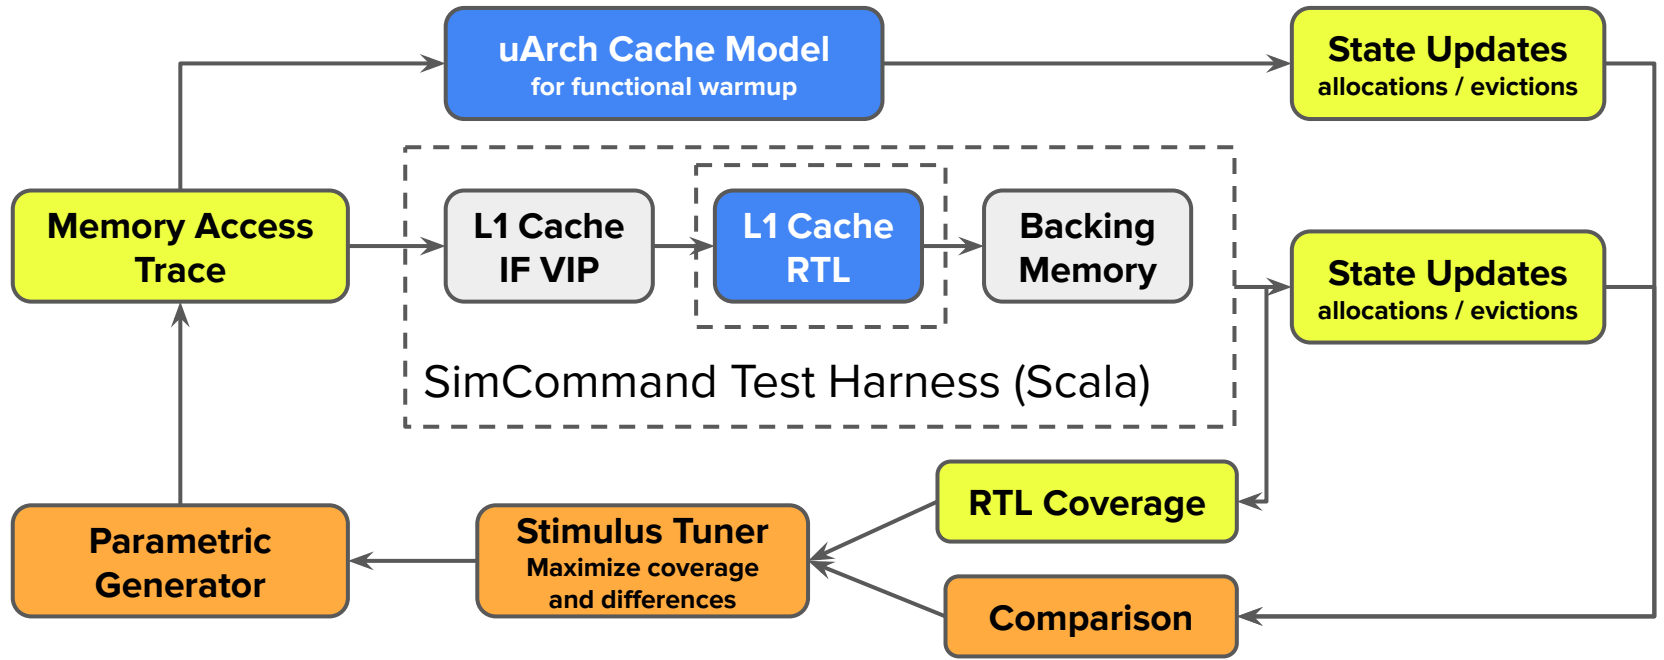 uArch Cache Model
for functional warmup
State Updates
allocations / evictions
Memory Access
Trace
L1 Cache
IF VIP
L1 Cache
RTL
Backing
Memory
State Updates
allocations / evictions
SimCommand Test Harness (Scala)
RTL Coverage
Parametric
Generator
Stimulus Tuner
Maximize coverage
and differences
Comparison